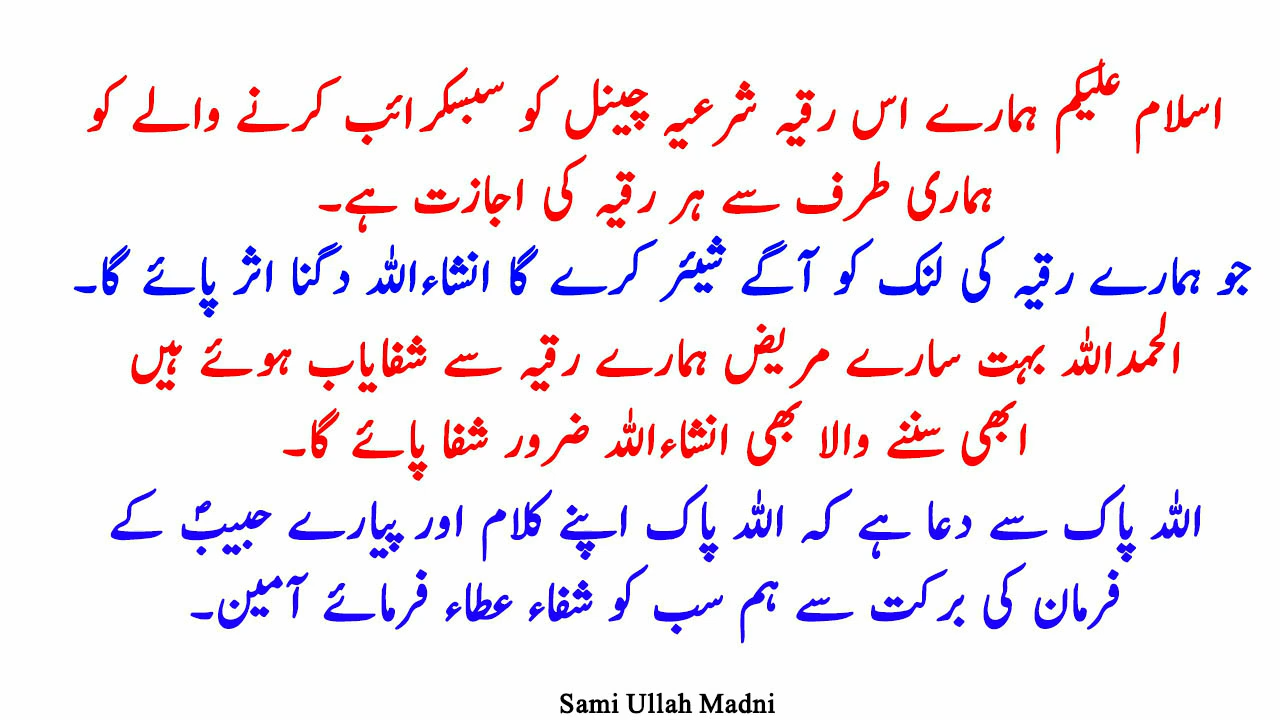 اسلام علیکم ہمارے اس رقیہ شرعیہ چینل کو سبسکرائب کرنے والے کو
ہماری طرف سے ہر رقیہ کی اجازت ہے۔
جو ہمارے رقیہ کی لنک کو آگے شیئر کرے گا انشاءاللہ دگنا اثر پائے گا۔
الحمداللہ بہت سارے مریض ہمارے رقیہ سے شفایاب ہوئے ہیں
ابھی سننے والا بھی انشاءاللہ ضرور شفا پائے گا۔
اللہ پاک سے دعا ہے کہ اللہ پاک اپنے کلام اور پیارے حبیبؐ کے
فرمان کی برکت سے ہم سب کو شفاء عطاء فرمائے آمین۔
Sami Ullah Madni